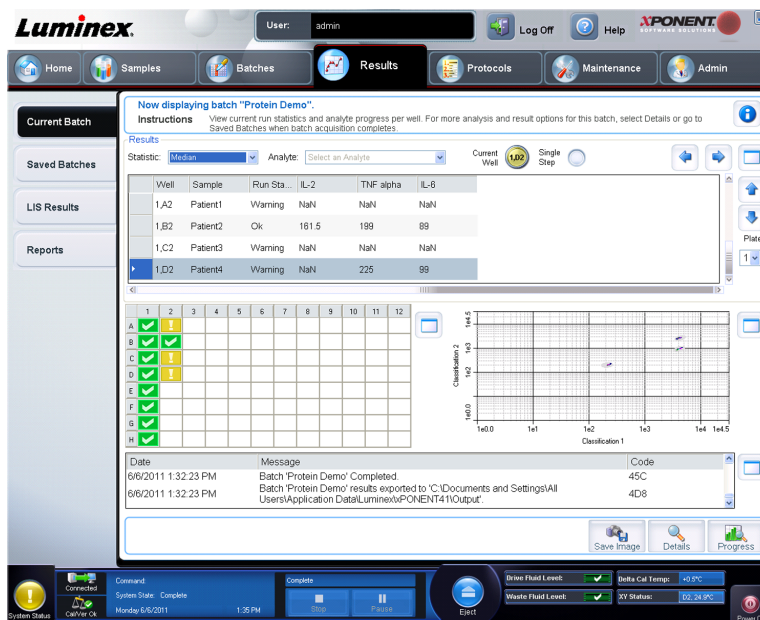 Luminex.
User: admin
Log Off
Help
XPONENT.
SOFTWARE SOLUTIONS
Home
Samples
Batches
Results
Protocols
Maintenance
Admin
Current Batch
Saved Batches
LIS Results
Reports
Now displaying batch "Protein Demo".
Instructions View current run statistics and analyte progress per well. For more analysis and result options for this batch, select Details or go to
Saved Batches when batch acquisition completes.
Results
Statistic: Median Analyte: Select an Analyte
Current Well 1,D2 Single Step
Well Sample Run Sta... IL-2 TNF alpha IL-6
1,A2 Patient1 Warning NaN NaN NaN
1,B2 Patient2 Ok 161.5 199 89
1,C2 Patient3 Warning NaN NaN NaN
1,D2 Patient4 Warning NaN 225 99
Plate
1
1 2 3 4 5 6 7 8 9 10 11 12
A
B
C
D
E
F
G
H
Classification 2
1e4.5
1e3
1e2
1e0.0
1e0.0 1e1 1e2 1e3 1e4 1e4.5
Classification 1
Date Message Code
6/6/2011 1:32:23 PM Batch 'Protein Demo' Completed. 45C
6/6/2011 1:32:23 PM Batch 'Protein Demo' results exported to 'C:\Documents and Settings\All
Users\Application Data\Luminex\xPONENT41\Output'. 4D8
Save Image
Details
Progress
System Status
Connected
Cal/Ver Ok
Command:
System State: Complete
Monday 6/6/2011 1:35 PM
Complete
Stop
Pause
Eject
Drive Fluid Level:
Waste Fluid Level:
Delta Cal Temp: +0.5°C
XY Status: D2, 24.9°C